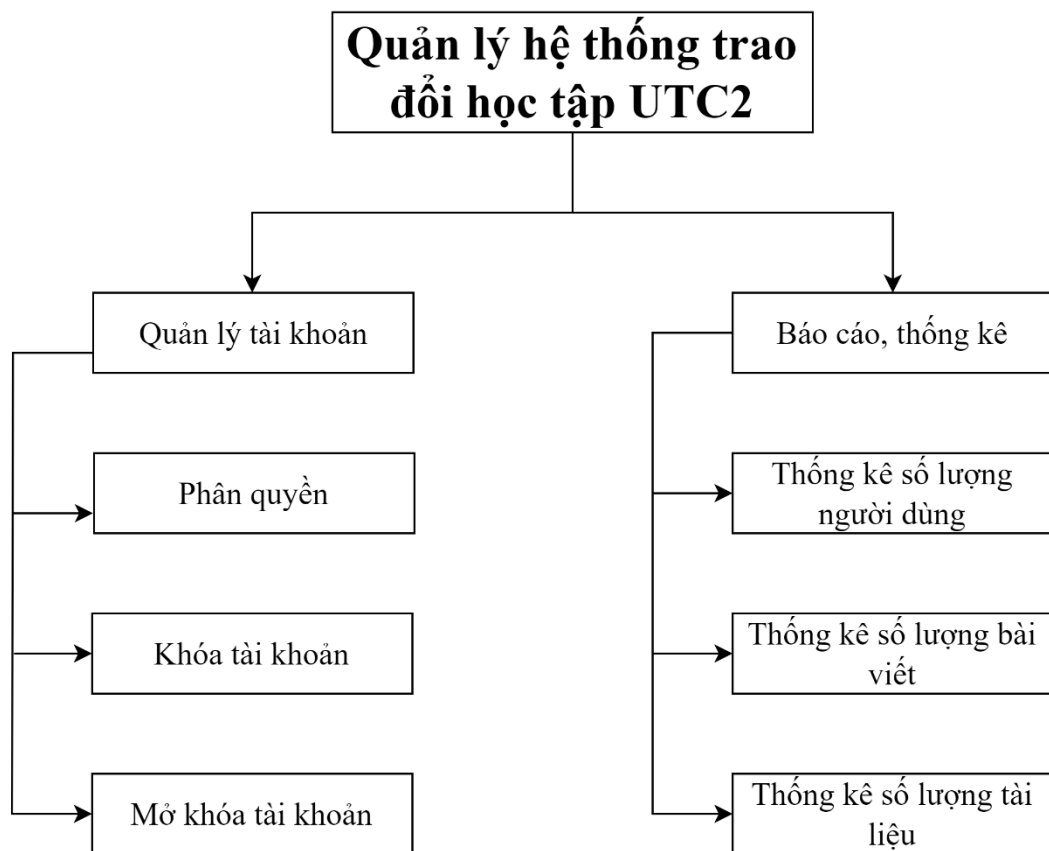 Quản lý hệ thống trao
đổi học tập UTC2
Quản lý tài khoản
Báo cáo, thống kê
Phân quyền
Thống kê số lượng
người dùng
Khóa tài khoản
Thống kê số lượng bài
viết
Mở khóa tài khoản
Thống kê số lượng tài
liệu